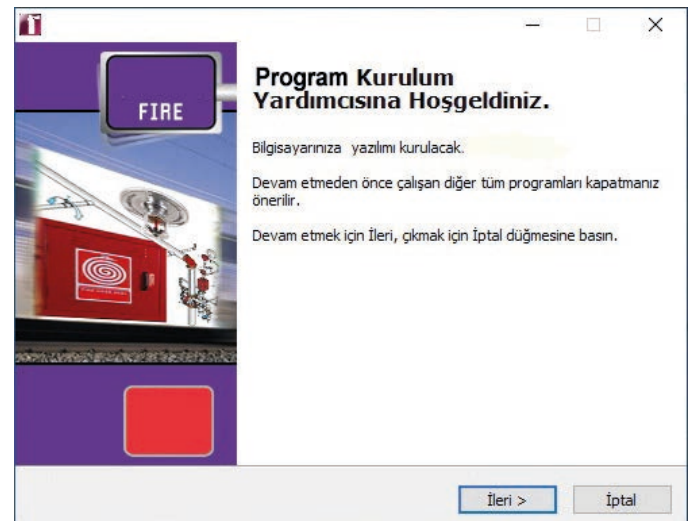 FIRE
Program Kurulum
Yardımcısına Hoşgeldiniz.
Bilgisayarınıza yazılımı kurulacak.
Devam etmeden önce çalışan diğer tüm programları kapatmanız
önerilir.
Devam etmek için İleri, çıkmak için İptal düğmesine basın.
İleri >
İptal